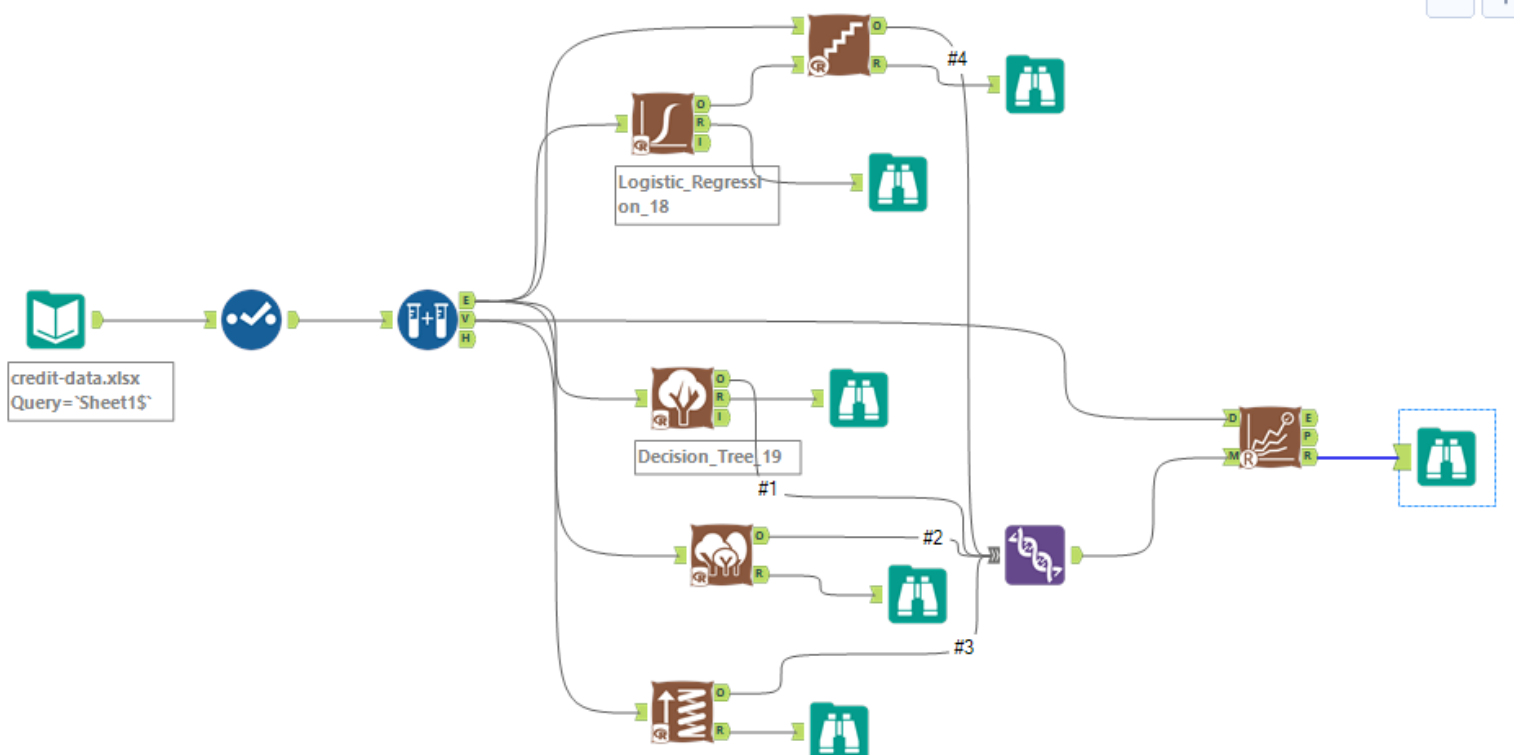 O
#4
R
O
R
I
Logistic_Regressi
on_18
E
V
H
credit-data.xlsx
Query=`Sheet1$`
O
R
I
D
E
P
M
R
R
Decision_Tree_19
#1
O
#2
R
R
#3
O
R
R